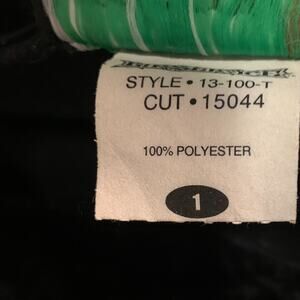 STYLE • 13-100-T
CUT • 15044
100% POLYESTER
1